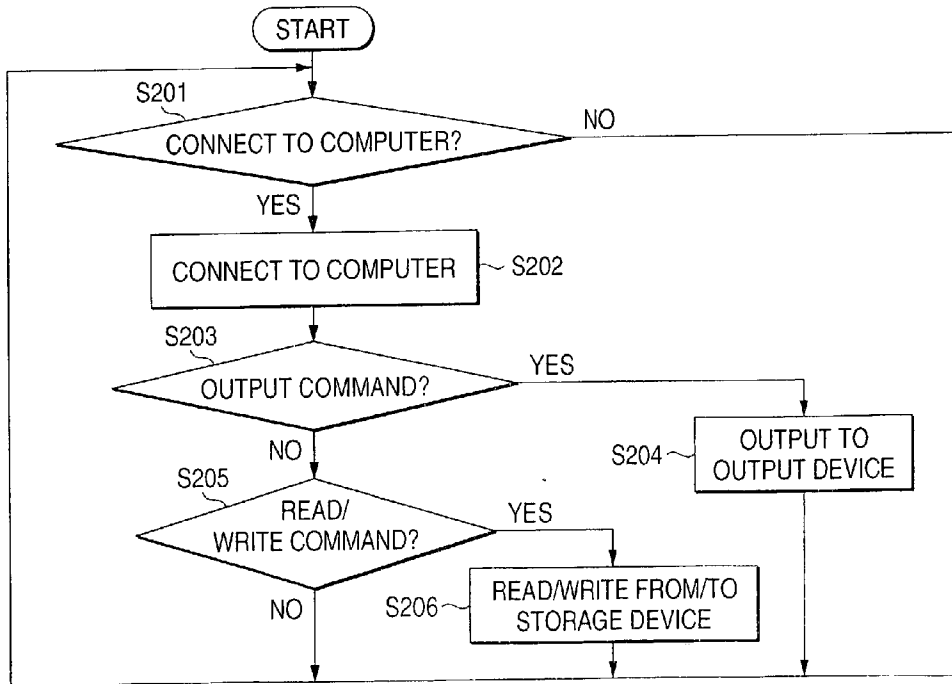 START
S201
CONNECT TO COMPUTER?
NO
YES
CONNECT TO COMPUTER
S202
S203
OUTPUT COMMAND?
YES
NO
S204
OUTPUT TO
OUTPUT DEVICE
S205
READ/
WRITE COMMAND?
YES
NO
S206
READ/WRITE FROM/TO
STORAGE DEVICE